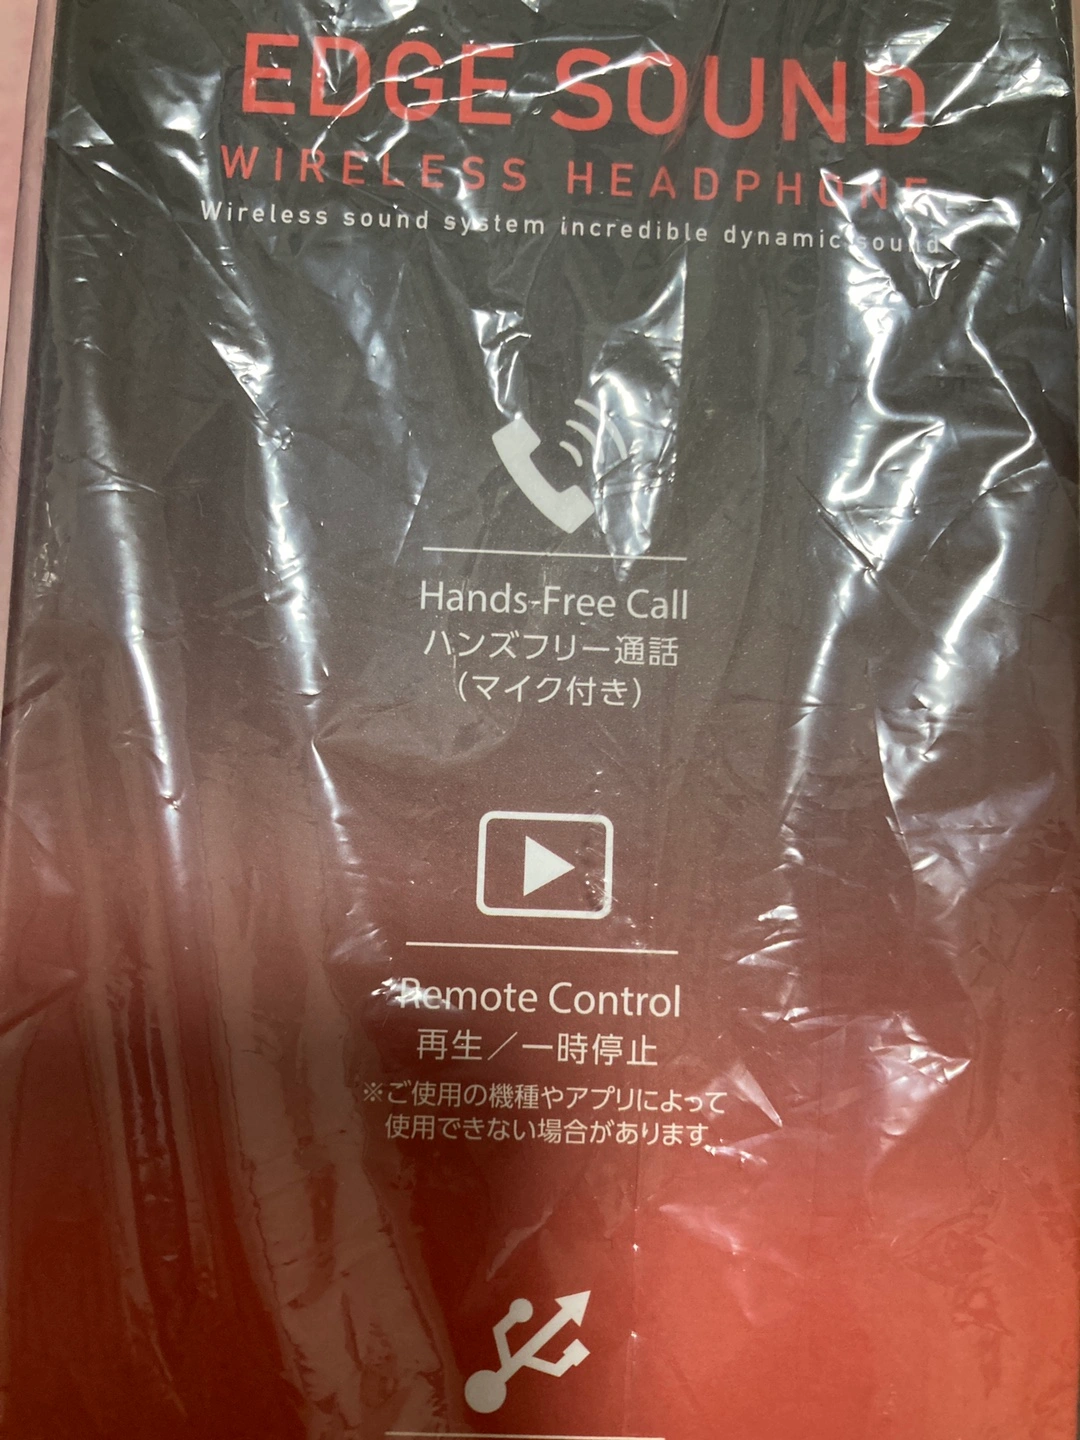 EDGE SOUND
WIRELESS HEADPHONE
Wireless sound system incredible dynamic sound
Hands-Free Call
ハンズフリー通話
(マイク付き)
Remote Control
再生／一時停止
※ご使用の機種やアプリによって
使用できない場合があります。